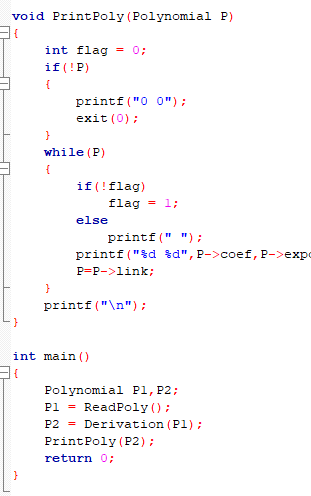 void PrintPoly(Polynomial P)
{
    int flag = 0;
    if(!P)
    {
        printf("0 0");
        exit(0);
    }
    while(P)
    {
        if(!flag)
            flag = 1;
        else
            printf(" ");
        printf("%d %d",P->coef,P->expo
        P=P->link;
    }
    printf("\n");
}
int main()
{
    Polynomial P1,P2;
    P1 = ReadPoly();
    P2 = Derivation(P1);
    PrintPoly(P2);
    return 0;
}